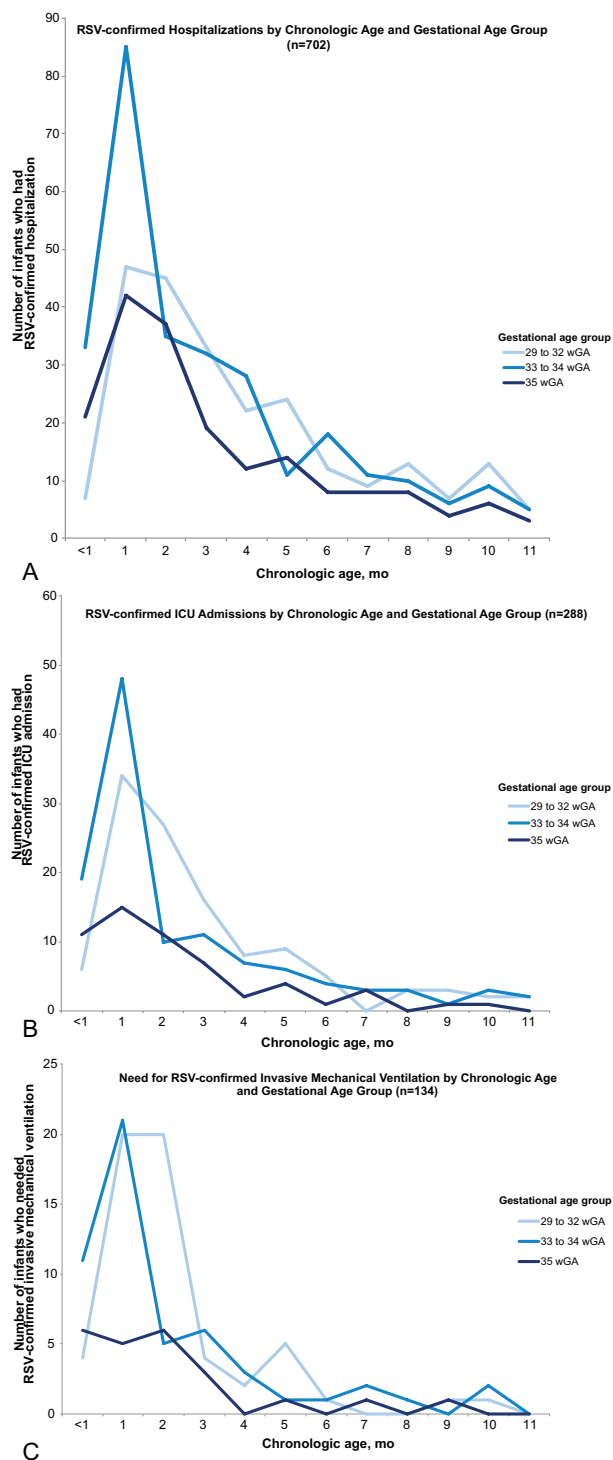 RSV-confirmed Hospitalizations by Chronologic Age and Gestational Age Group
(n=702)
Number of infants who had
RSV-confirmed hospitalization
90
80
70
60
50
40
30
20
10
0
Gestational age group
29 to 32 wGA
33 to 34 wGA
35 wGA
<1 1 2 3 4 5 6 7 8 9 10 11
Chronologic age, mo
A
RSV-confirmed ICU Admissions by Chronologic Age and Gestational Age Group (n=288)
Number of infants who had
RSV-confirmed ICU admission
60
50
40
30
20
10
0
Gestational age group
29 to 32 wGA
33 to 34 wGA
35 wGA
<1 1 2 3 4 5 6 7 8 9 10 11
Chronologic age, mo
B
Need for RSV-confirmed Invasive Mechanical Ventilation by Chronologic Age
and Gestational Age Group (n=134)
Number of infants who needed
RSV-confirmed invasive mechanical ventilation
25
20
15
10
5
0
Gestational age group
29 to 32 wGA
33 to 34 wGA
35 wGA
<1 1 2 3 4 5 6 7 8 9 10 11
Chronologic age, mo
C